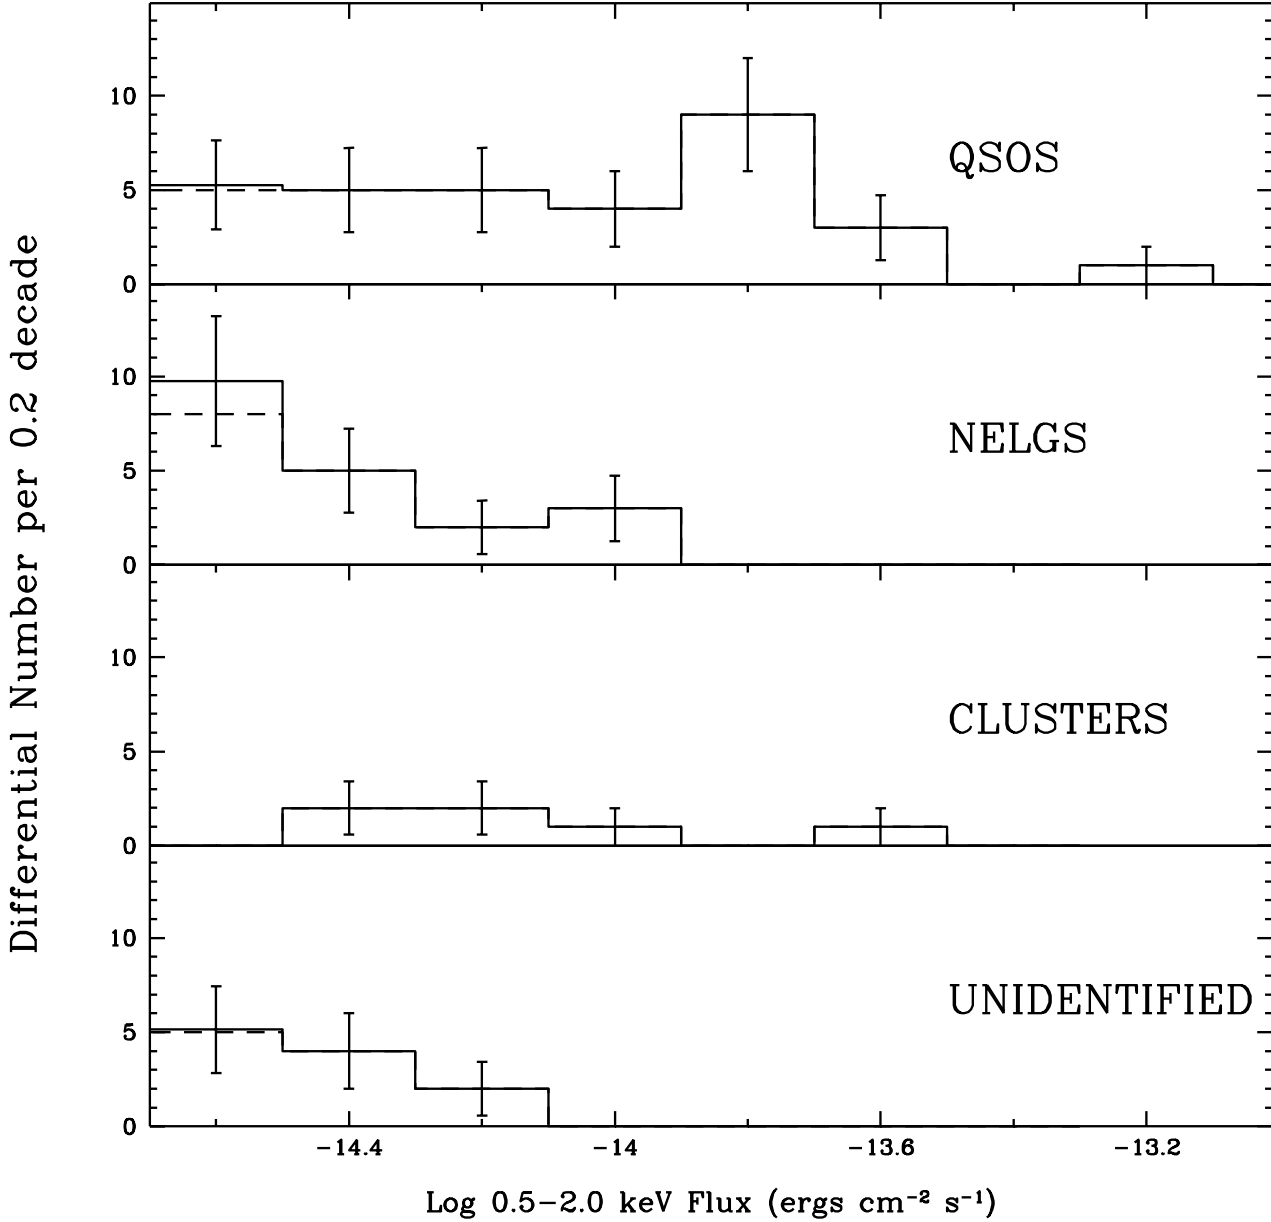 10
5
0
QSOS
10
5
0
NELGS
10
5
0
CLUSTERS
10
5
0
UNIDENTIFIED
Differential Number per 0.2 decade
−14.4 −14 −13.6 −13.2
Log 0.5−2.0 keV Flux (ergs cm⁻² s⁻¹)